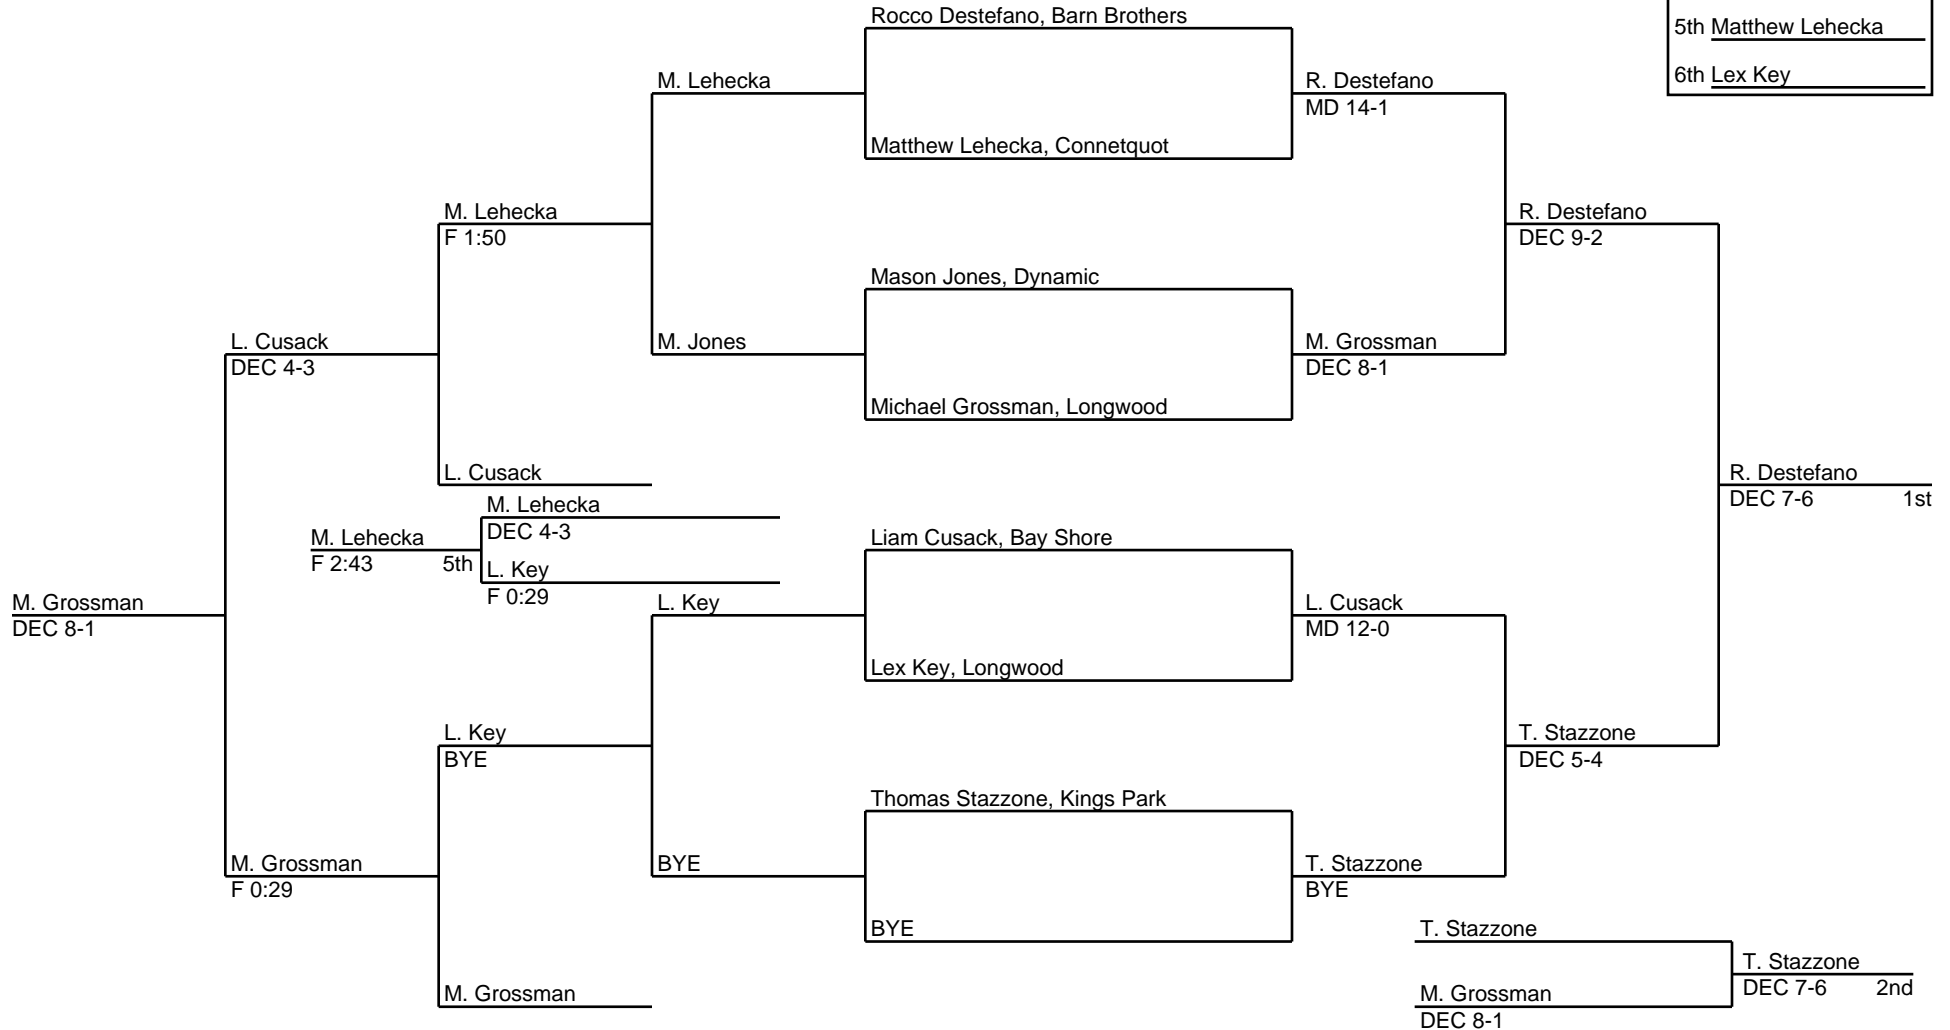 Rocco Destefano, Barn Brothers
5th Matthew Lehecka
M. Lehecka
R. Destefano
6th Lex Key
MD 14-1
Matthew Lehecka, Connetquot
M. Lehecka
R. Destefano
F 1:50
DEC 9-2
Mason Jones, Dynamic
L. Cusack
M. Jones
M. Grossman
DEC 4-3
DEC 8-1
Michael Grossman, Longwood
L. Cusack
R. Destefano
DEC 7-6 1st
M. Lehecka
DEC 4-3
M. Lehecka
F 2:43 5th
Liam Cusack, Bay Shore
L. Key
F 0:29
M. Grossman
DEC 8-1
L. Key
L. Cusack
MD 12-0
Lex Key, Longwood
L. Key
BYE
T. Stazzone
DEC 5-4
Thomas Stazzone, Kings Park
M. Grossman
F 0:29
BYE
T. Stazzone
BYE
BYE
T. Stazzone
T. Stazzone
DEC 7-6 2nd
M. Grossman
M. Grossman
DEC 8-1